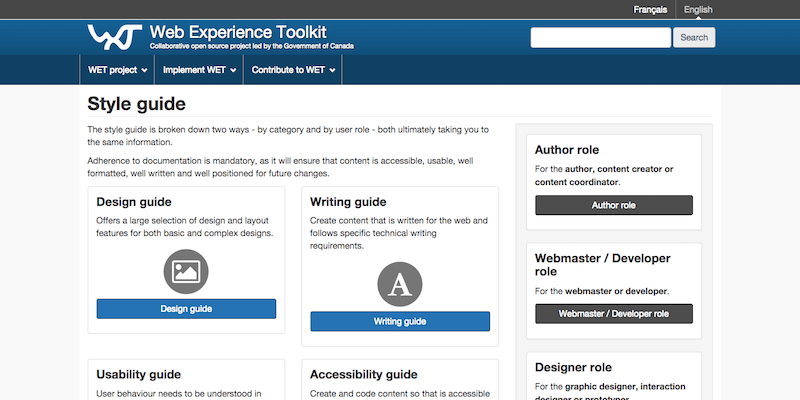 Français English
WET Web Experience Toolkit
Collaborative open source project led by the Government of Canada
Search
WET project Implement WET Contribute to WET
Style guide
The style guide is broken down two ways - by category and by user role - both ultimately taking you to
the same information.
Adherence to documentation is mandatory, as it will ensure that content is accessible, usable, well
formatted, well written and well positioned for future changes.
Design guide
Offers a large selection of design and layout
features for both basic and complex designs.
Design guide
Writing guide
Create content that is written for the web and
follows specific technical writing
requirements.
A
Writing guide
Usability guide
User behaviour needs to be understood in
Accessibility guide
Create and code content so that is accessible
Author role
For the author, content creator or
content coordinator.
Author role
Webmaster / Developer
role
For the webmaster or developer.
Webmaster / Developer role
Designer role
For the graphic designer, interaction
designer or prototyper.